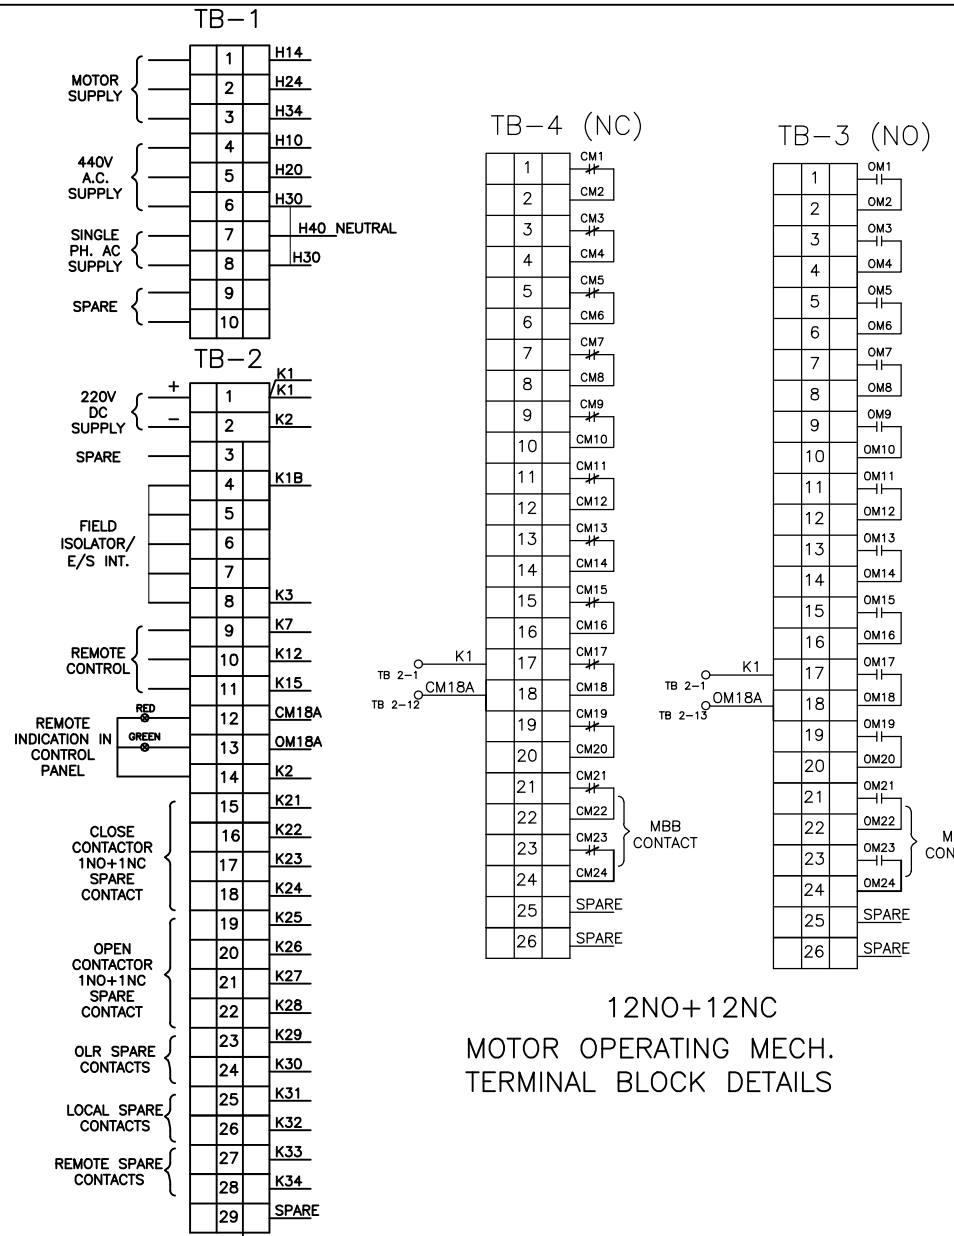 TB-1
MOTOR
SUPPLY
1 H14
2 H24
3 H34
440V
A.C.
SUPPLY
4 H10
5 H20
6 H30
SINGLE
PH. AC
SUPPLY
7 H40 NEUTRAL
8 H30
SPARE
9
10
TB-2
220V
DC
SUPPLY
K1
+ 1 K1
- 2 K2
SPARE 3
FIELD
ISOLATOR/
E/S INT.
4 K1B
5
6
7
8 K3
REMOTE
CONTROL
9 K7
10 K12
11 K15
REMOTE
INDICATION IN
CONTROL
PANEL
RED 12 CM18A
GREEN 13 OM18A
14 K2
CLOSE
CONTACTOR
1NO+1NC
SPARE
CONTACT
15 K21
16 K22
17 K23
18 K24
OPEN
CONTACTOR
1NO+1NC
SPARE
CONTACT
19 K25
20 K26
21 K27
22 K28
OLR SPARE
CONTACTS
23 K29
24 K30
LOCAL SPARE
CONTACTS
25 K31
26 K32
REMOTE SPARE
CONTACTS
27 K33
28 K34
29 SPARE
TB-4 (NC)
1 CM1
2 CM2
3 CM3
4 CM4
5 CM5
6 CM6
7 CM7
8 CM8
9 CM9
10 CM10
11 CM11
12 CM12
13 CM13
14 CM14
15 CM15
16 CM16
TB 2-1 K1 17 CM17
TB 2-12 CM18A 18 CM18
19 CM19
20 CM20
21 CM21
22 CM22
23 CM23
24 CM24
MBB
CONTACT
25 SPARE
26 SPARE
TB-3 (NO)
1 OM1
2 OM2
3 OM3
4 OM4
5 OM5
6 OM6
7 OM7
8 OM8
9 OM9
10 OM10
11 OM11
12 OM12
13 OM13
14 OM14
15 OM15
16 OM16
TB 2-1 K1 17 OM17
TB 2-13 OM18A 18 OM18
19 OM19
20 OM20
21 OM21
22 OM22
23 OM23
24 OM24
25 SPARE
26 SPARE
12NO+12NC
MOTOR OPERATING MECH.
TERMINAL BLOCK DETAILS